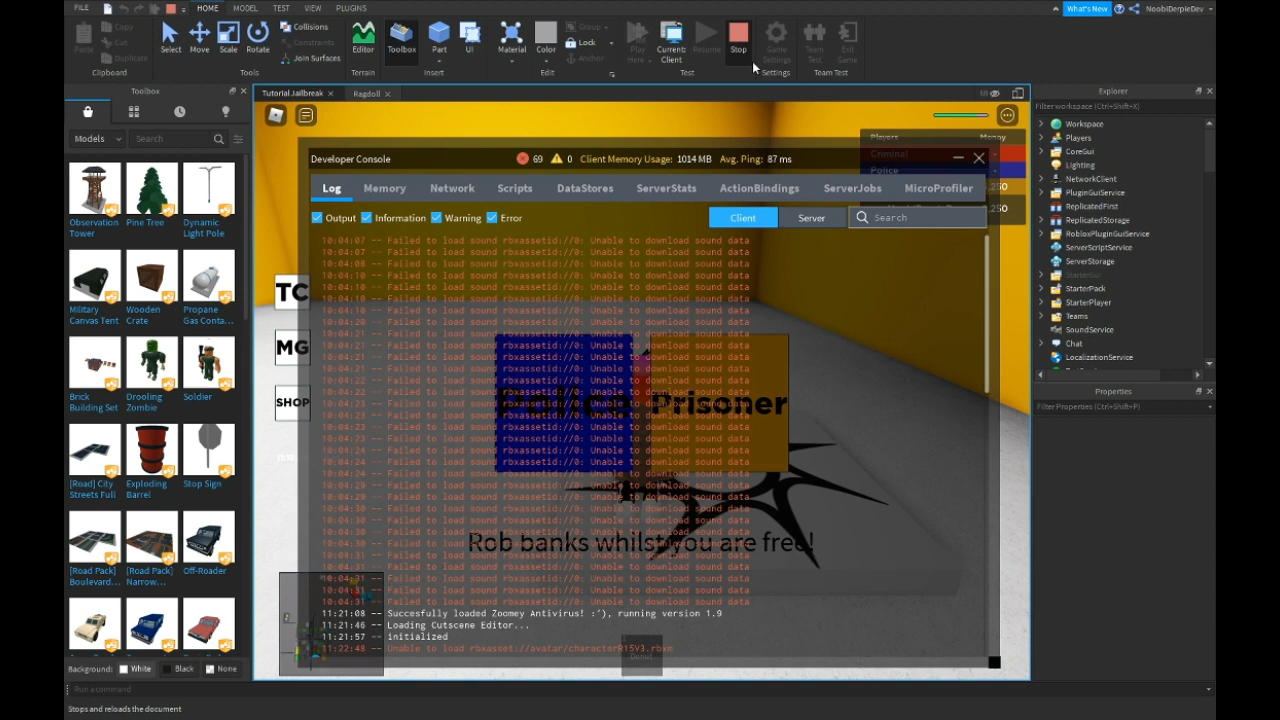 FILE HOME MODEL TEST VIEW PLUGINS What's New NoobiDerpieDev
Paste Copy Cut Duplicate Select Move Scale Rotate Collisions Constraints Join Surfaces Editor Toolbox Part UI Material Color Group Lock Anchor Play Here Current: Client Resume Stop Game Settings Team Test Exit Game
Clipboard Tools Terrain Insert Edit Test Settings Team Test
Toolbox
Models Search
Observation Tower
Pine Tree
Dynamic Light Pole
Military Canvas Tent
Wooden Crate
Propane Gas Conta...
Brick Building Set
Drooling Zombie
Soldier
[Road] City Streets Full
Exploding Barrel
Stop Sign
[Road Pack] Boulevard...
[Road Pack] Narrow...
Off-Roader
Background: White Black None
Run a command
Stops and reloads the document
TutorialJailbreak Ragdoll UI
Players Money
Criminal
Police
Developer Console 69 0 Client Memory Usage: 1014 MB Avg. Ping: 87 ms
Log Memory Network Scripts DataStores ServerStats ActionBindings ServerJobs MicroProfiler
Output Information Warning Error Client Server Search
10:04:07 -- Failed to load sound rbxassetid://0: Unable to download sound data
10:04:07 -- Failed to load sound rbxassetid://0: Unable to download sound data
10:04:08 -- Failed to load sound rbxassetid://0: Unable to download sound data
10:04:10 -- Failed to load sound rbxassetid://0: Unable to download sound data
10:04:10 -- Failed to load sound rbxassetid://0: Unable to download sound data
10:04:10 -- Failed to load sound rbxassetid://0: Unable to download sound data
10:04:10 -- Failed to load sound rbxassetid://0: Unable to download sound data
10:04:20 -- Failed to load sound rbxassetid://0: Unable to download sound data
10:04:21 -- Failed to load sound rbxassetid://0: Unable to download sound data
10:04:21 -- Failed to load sound rbxassetid://0: Unable to download sound data
10:04:21 -- Failed to load sound rbxassetid://0: Unable to download sound data
10:04:21 -- Failed to load sound rbxassetid://0: Unable to download sound data
10:04:22 -- Failed to load sound rbxassetid://0: Unable to download sound data
10:04:22 -- Failed to load sound rbxassetid://0: Unable to download sound data
10:04:23 -- Failed to load sound rbxassetid://0: Unable to download sound data
10:04:23 -- Failed to load sound rbxassetid://0: Unable to download sound data
10:04:23 -- Failed to load sound rbxassetid://0: Unable to download sound data
10:04:23 -- Failed to load sound rbxassetid://0: Unable to download sound data
10:04:24 -- Failed to load sound rbxassetid://0: Unable to download sound data
10:04:24 -- Failed to load sound rbxassetid://0: Unable to download sound data
10:04:24 -- Failed to load sound rbxassetid://0: Unable to download sound data
10:04:29 -- Failed to load sound rbxassetid://0: Unable to download sound data
10:04:29 -- Failed to load sound rbxassetid://0: Unable to download sound data
10:04:30 -- Failed to load sound rbxassetid://0: Unable to download sound data
10:04:30 -- Failed to load sound rbxassetid://0: Unable to download sound data
10:04:30 -- Failed to load sound rbxassetid://0: Unable to download sound data
10:04:30 -- Failed to load sound rbxassetid://0: Unable to download sound data
10:04:31 -- Failed to load sound rbxassetid://0: Unable to download sound data
10:04:31 -- Failed to load sound rbxassetid://0: Unable to download sound data
10:04:31 -- Failed to load sound rbxassetid://0: Unable to download sound data
10:04:31 -- Failed to load sound rbxassetid://0: Unable to download sound data
10:04:31 -- Failed to load sound rbxassetid://0: Unable to download sound data
11:21:08 -- Succesfully loaded Zoomey Antivirus! :'), running version 1.9
11:21:46 -- Loading Cutscene Editor...
11:21:57 -- initialized
11:22:48 -- Unable to load rbxasset://avatar/characterR15V3.rbxm
TC
MG
SHOP
Prisoner
Rob banks whilst you are free!
Donut
Explorer
Filter workspace (Ctrl+Shift+X)
Workspace
Players
CoreGui
Lighting
NetworkClient
PluginGuiService
ReplicatedFirst
ReplicatedStorage
RobloxPluginGuiService
ServerScriptService
ServerStorage
StarterGui
StarterPack
StarterPlayer
Teams
SoundService
Chat
LocalizationService
Properties
Filter Properties (Ctrl+Shift+P)